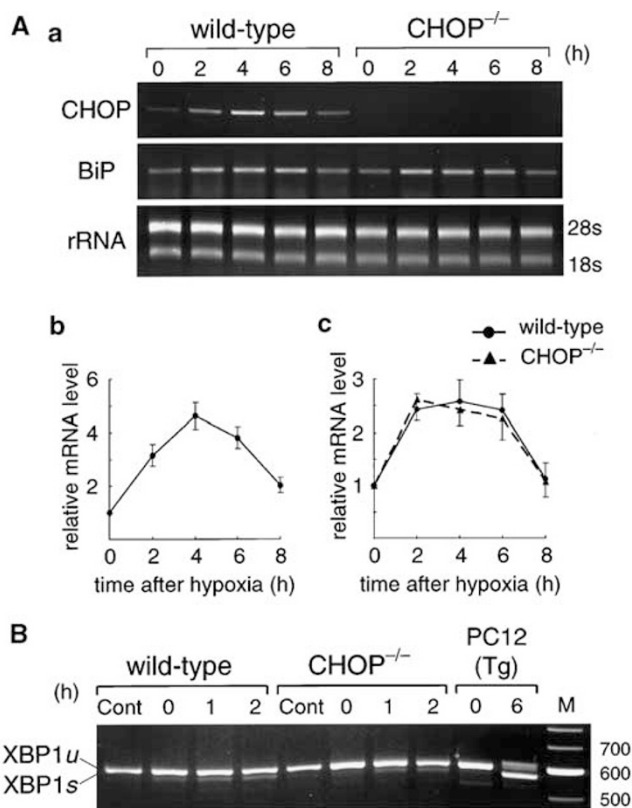 A
a
wild-type CHOP−/−
0 2 4 6 8 0 2 4 6 8 (h)
CHOP
BiP
rRNA
28s
18s
b
relative mRNA level
6
4
2
0 2 4 6 8
time after hypoxia (h)
c
wild-type
CHOP−/−
relative mRNA level
3
2
1
0 2 4 6 8
time after hypoxia (h)
B
wild-type CHOP−/− PC12 (Tg)
(h) Cont 0 1 2 Cont 0 1 2 0 6 M
XBP1u
XBP1s
700
600
500